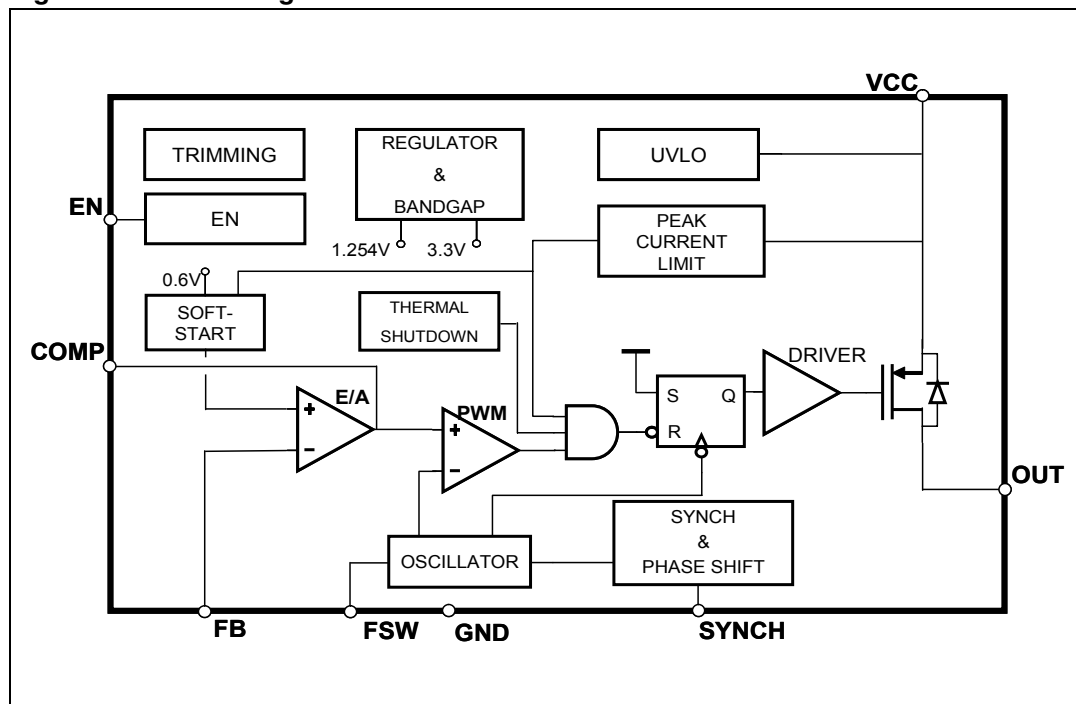 VCC
TRIMMING
REGULATOR
&
BANDGAP
UVLO
EN
EN
PEAK
CURRENT
LIMIT
1.254V
3.3V
0.6V
SOFT-
START
THERMAL
SHUTDOWN
COMP
DRIVER
E/A
PWM
S
Q
R
+
−
+
−
OUT
SYNCH
&
PHASE SHIFT
OSCILLATOR
FB
FSW
GND
SYNCH